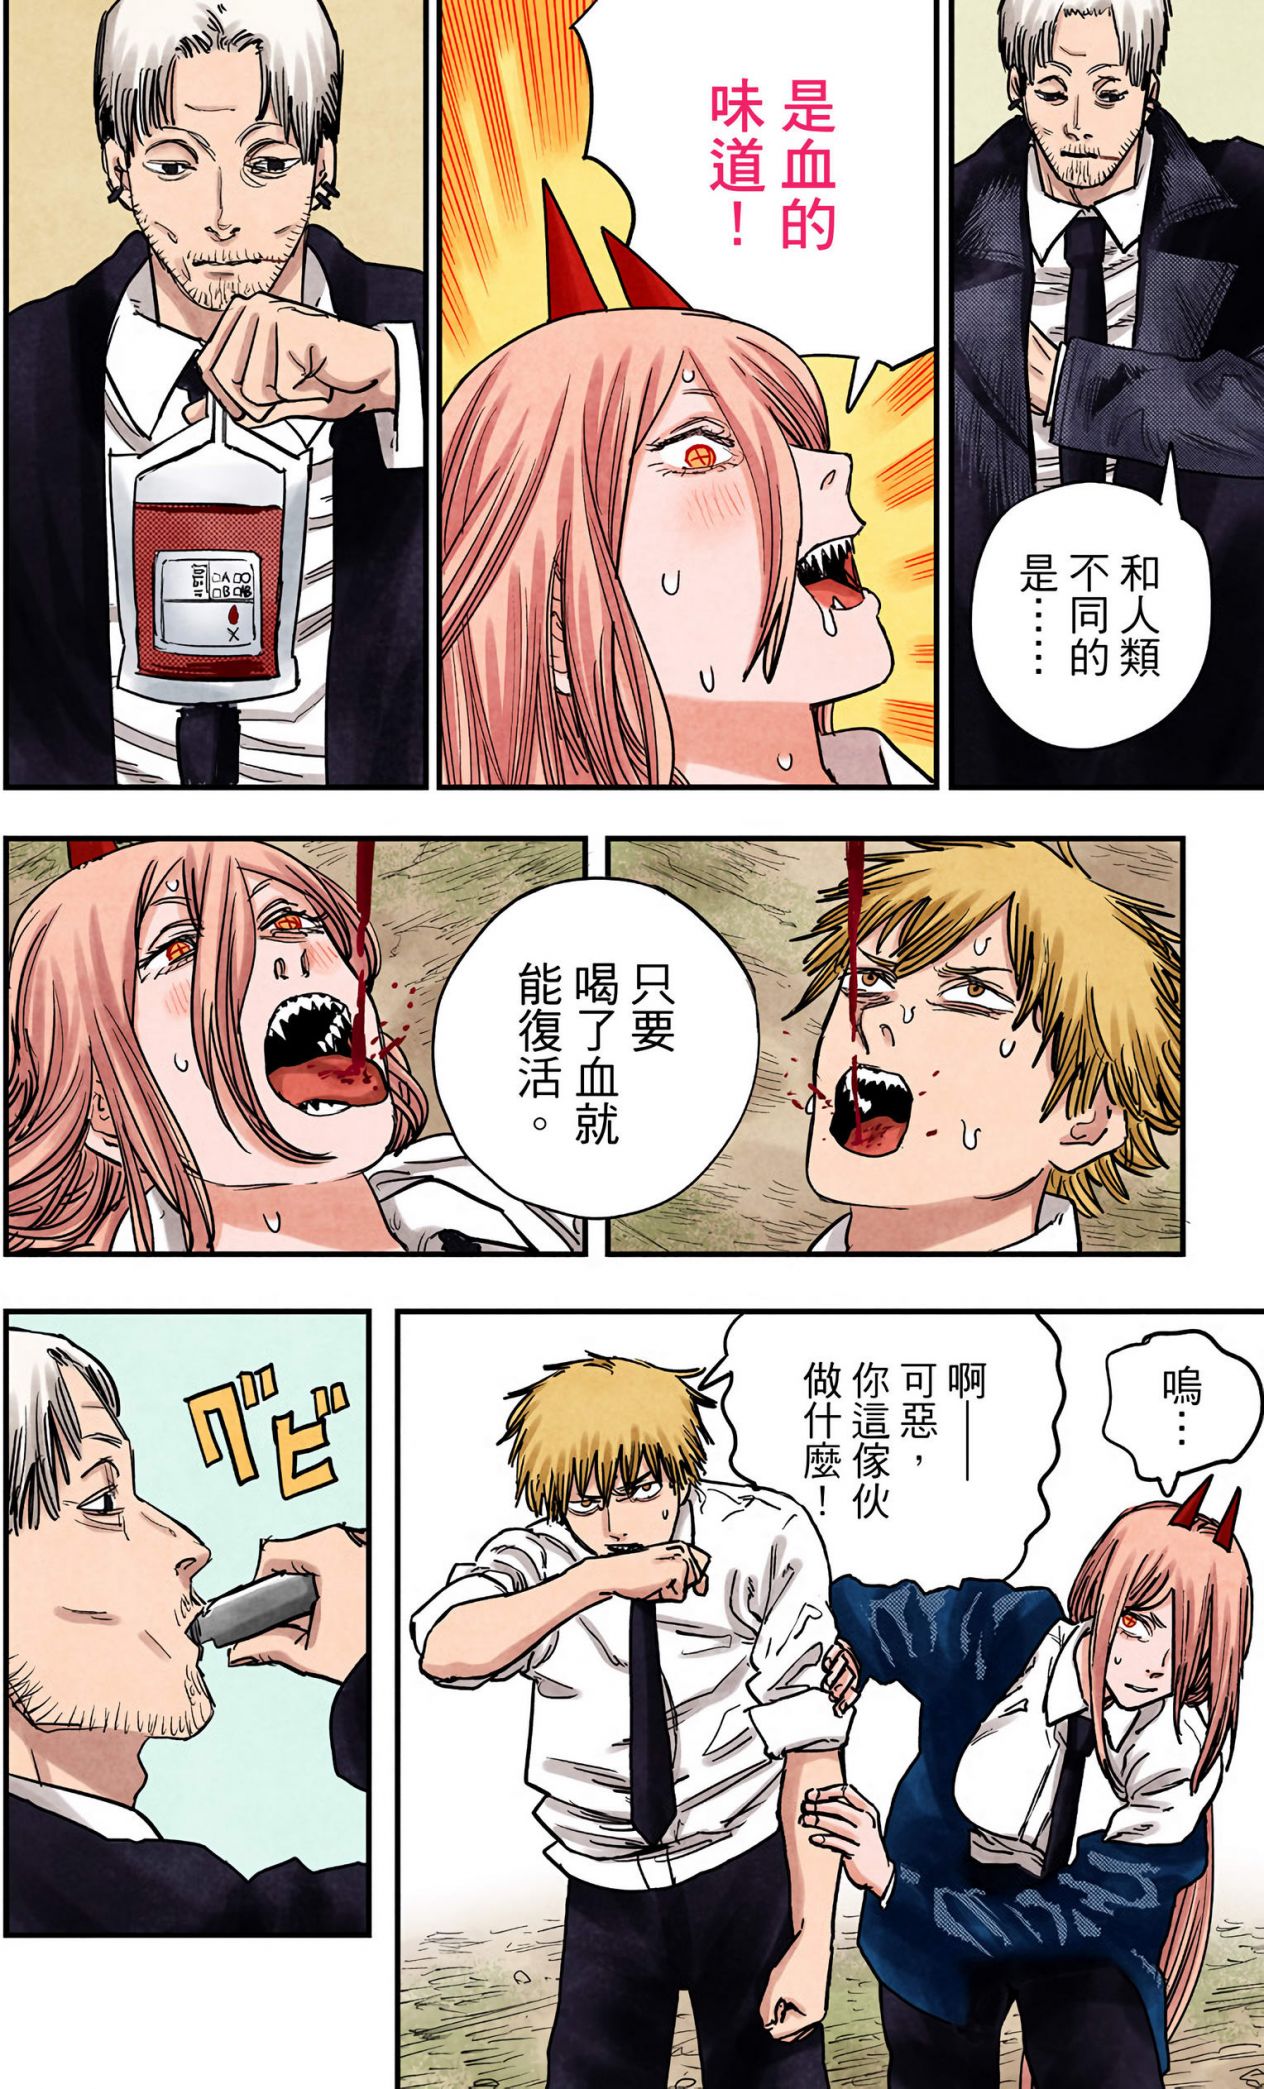 和人類
不同的
是……
是血的
味道！
A O
B AB
X
只要
喝了血就
能復活。
嗚…
啊——
可惡，
你這傢伙
做什麼！
グビ